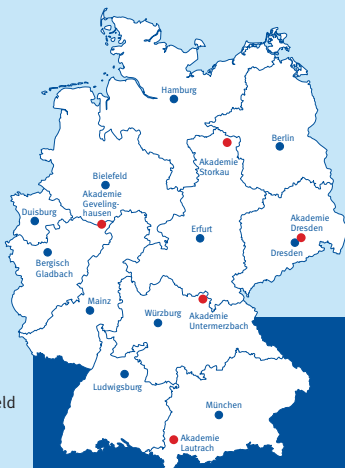 Hamburg
Berlin
Akademie
Storkau
Bielefeld
Akademie
Geveling-
hausen
Duisburg
Akademie
Dresden
Erfurt
Dresden
Bergisch
Gladbach
Mainz
Würzburg
Akademie
Untermerzbach
Ludwigsburg
eld
München
Akademie
Lautrach